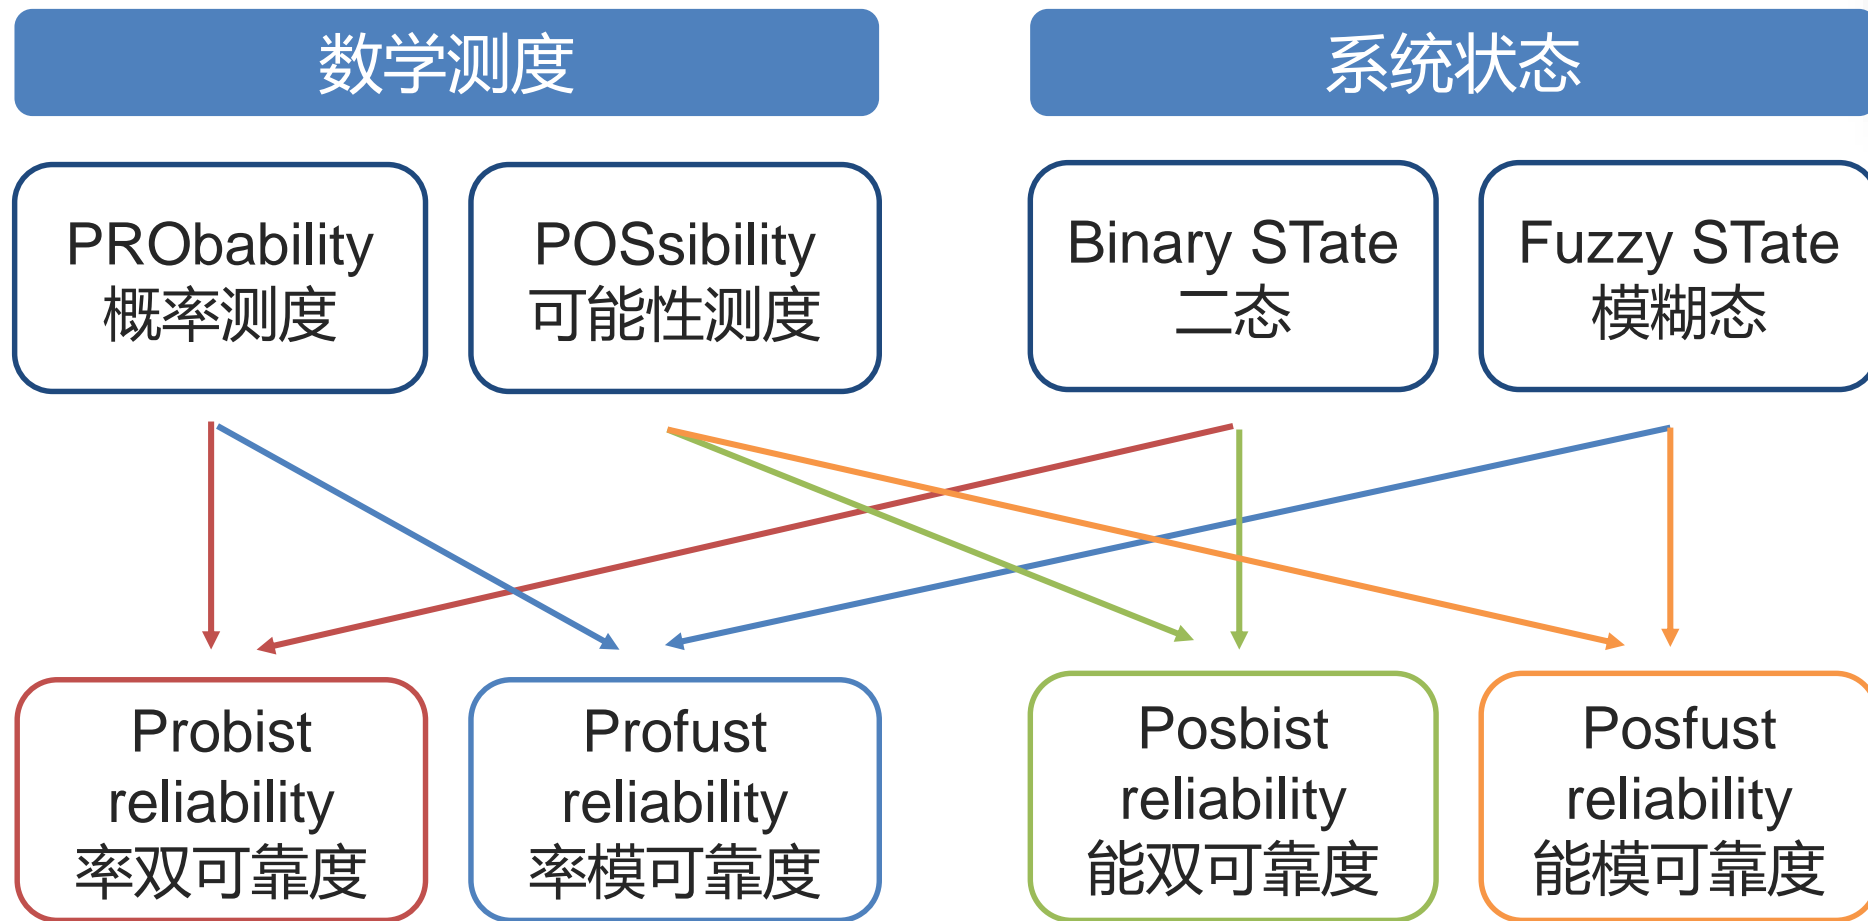 数学测度
系统状态
PRObability
概率测度
POSsibility
可能性测度
Binary STate
二态
Fuzzy STate
模糊态
Probist
reliability
率双可靠度
Profust
reliability
率模可靠度
Posbist
reliability
能双可靠度
Posfust
reliability
能模可靠度